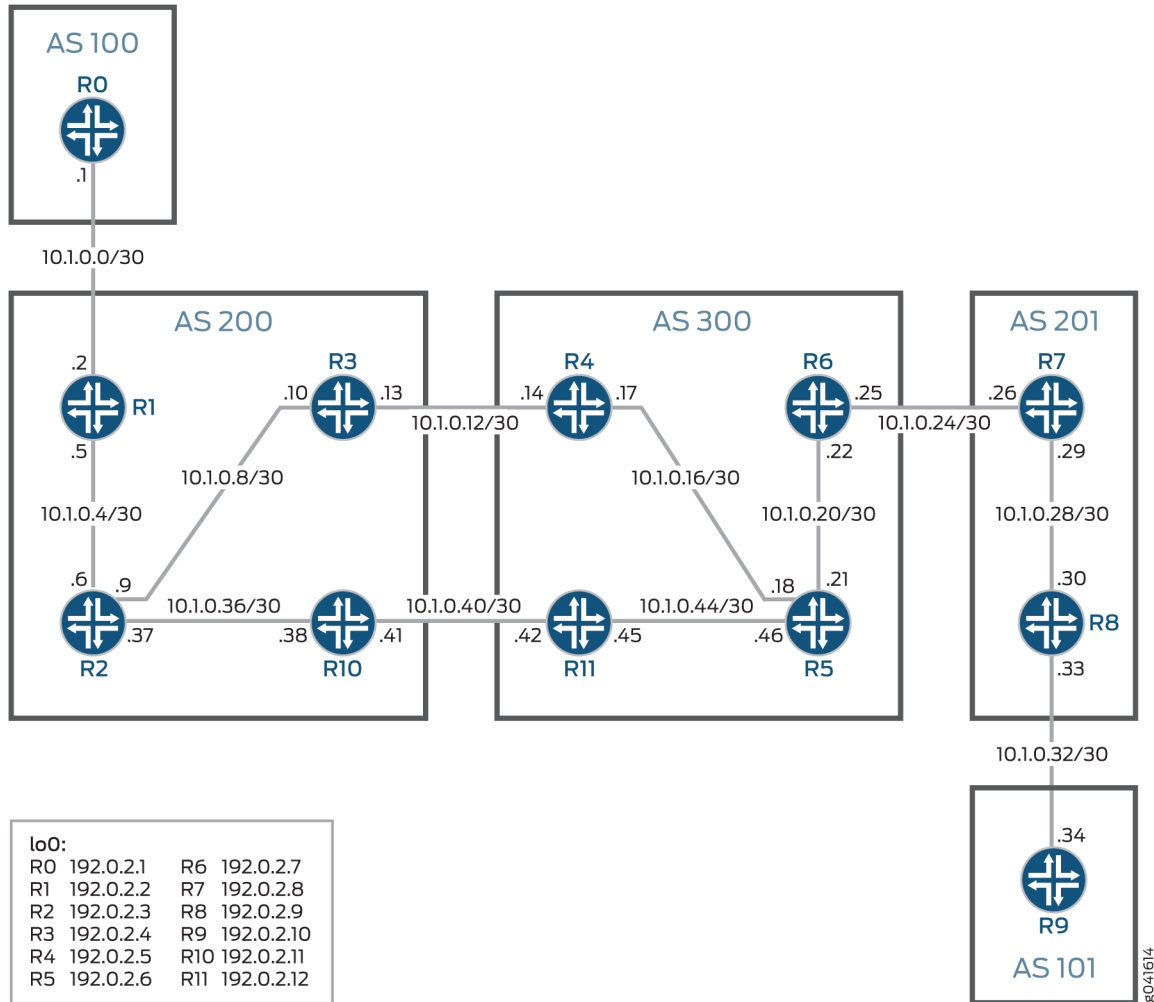 AS 100
R0
.1
10.1.0.0/30
AS 200
AS 300
AS 201
.2
R3
R4
R6
R7
.10
.13
.14
.17
.25
.26
R1
10.1.0.12/30
10.1.0.24/30
.5
.22
.29
10.1.0.8/30
10.1.0.16/30
10.1.0.4/30
10.1.0.20/30
10.1.0.28/30
.6
.9
.18
.21
.30
10.1.0.36/30
10.1.0.40/30
10.1.0.44/30
R8
.37
.38
.41
.42
.45
.46
.33
R2
R10
R11
R5
10.1.0.32/30
.34
R9
AS 101
lo0:
R0 192.0.2.1 R6 192.0.2.7
R1 192.0.2.2 R7 192.0.2.8
R2 192.0.2.3 R8 192.0.2.9
R3 192.0.2.4 R9 192.0.2.10
R4 192.0.2.5 R10 192.0.2.11
R5 192.0.2.6 R11 192.0.2.12
g041614